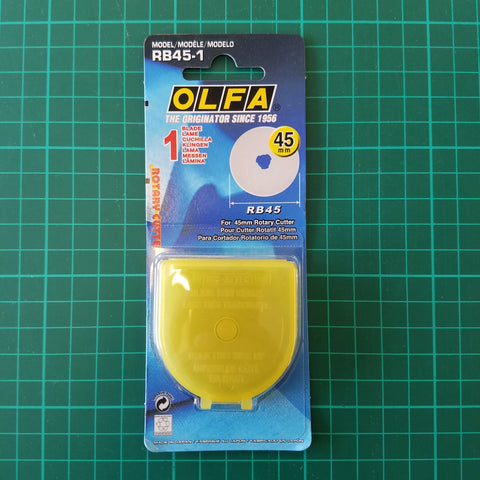 MODEL/MODÈLE/MODELO
RB45-1
OLFA
THE ORIGINATOR SINCE 1956
1
BLADE
LAME
CUCHILLA
KLINGEN
LAMA
MESSEN
LÂMINA
45
mm
ROTARY
RB45
For 45mm Rotary Cutter
Pour Cutter Rotatif 45mm
Para Cortador Rotatorio de 45mm